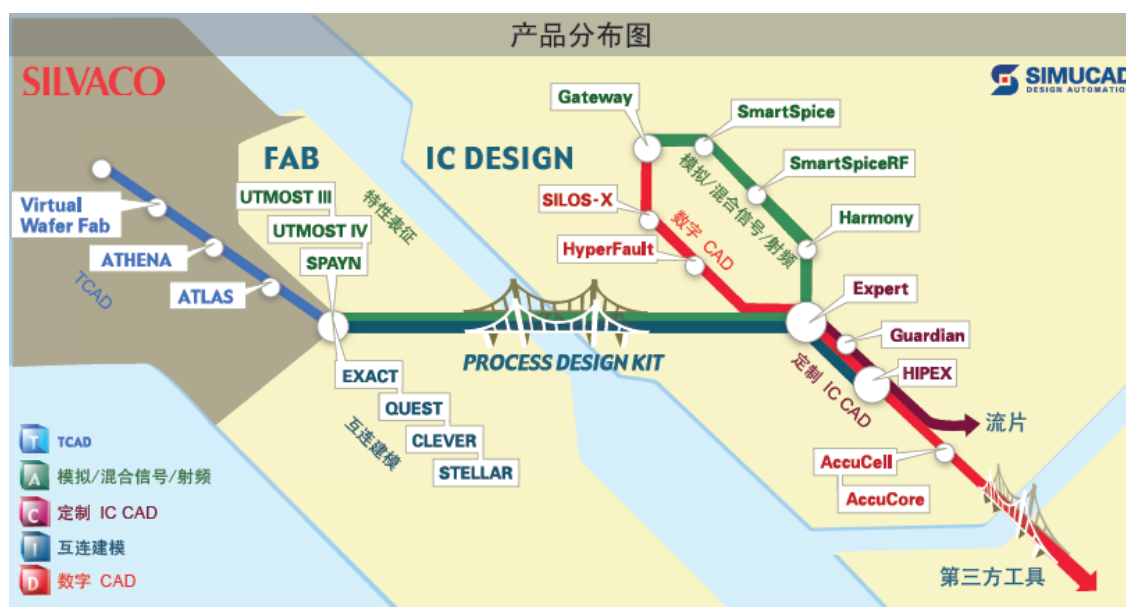 产品分布图
SILVACO
SIMUCAD
DESIGN AUTOMATION
Gateway
SmartSpice
FAB
IC DESIGN
SmartSpiceRF
模拟/混合信号/射频
UTMOST III
特性表征
SILOS-X
数字 CAD
Virtual
Wafer Fab
UTMOST IV
Harmony
HyperFault
ATHENA
SPAYN
TCAD
ATLAS
Expert
Guardian
PROCESS DESIGN KIT
定制 IC CAD
EXACT
HIPEX
QUEST
互连建模
流片
CLEVER
STELLAR
AccuCell
AccuCore
第三方工具
T TCAD
A 模拟/混合信号/射频
C 定制 IC CAD
I 互连建模
D 数字 CAD